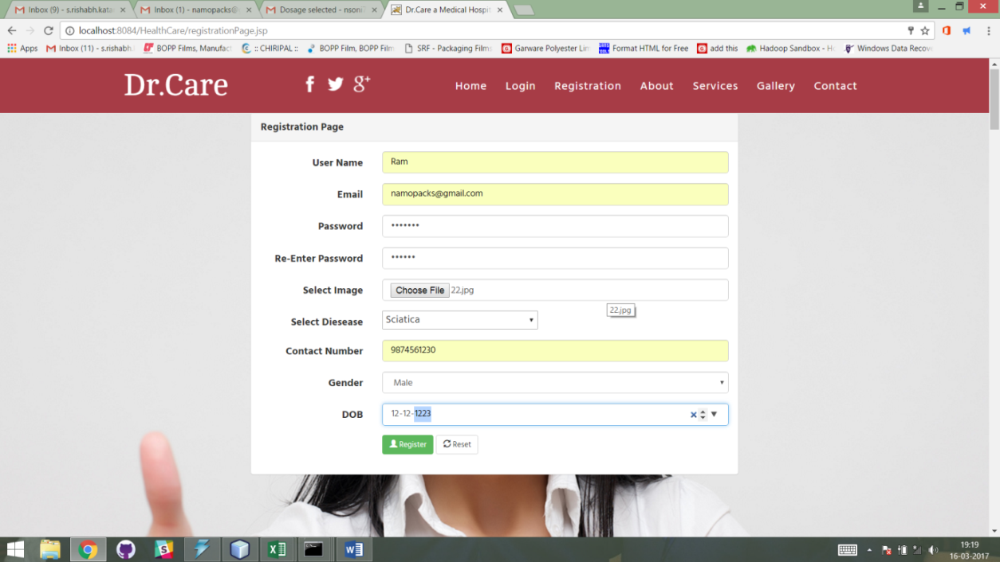 Inbox (9) - s.rishabh.kata
Inbox (1) - namopacks@
Dosage selected - nsoni
Dr.Care a Medical Hospit
localhost:8084/HealthCare/registrationPage.jsp
Apps
Inbox (11) - s.rishabh.
BOPP Films, Manufact
:: CHIRIPAL ::
BOPP Film, BOPP Film
SRF - Packaging Films
Garware Polyester Lim
Format HTML for Free
add this
Hadoop Sandbox - H
Windows Data Recove
Dr.Care
Home
Login
Registration
About
Services
Gallery
Contact
Registration Page
User Name
Ram
Email
namopacks@gmail.com
Password
•••••••
Re-Enter Password
••••••
Select Image
Choose File 22.jpg
22.jpg
Select Diesease
Sciatica
Contact Number
9874561230
Gender
Male
DOB
12-12-1223
Register
Reset
19:19
16-03-2017